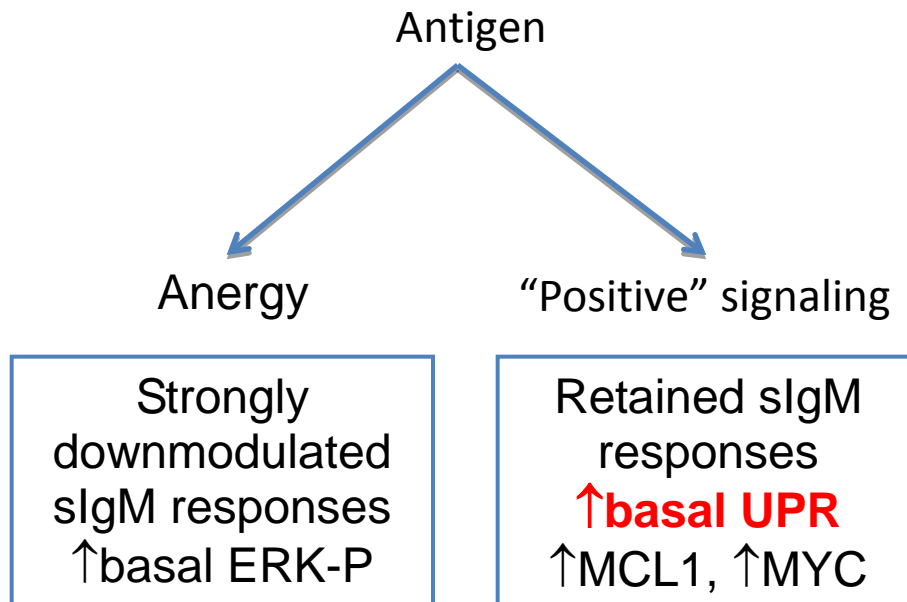 Antigen
Anergy
“Positive” signaling
Strongly
downmodulated
sIgM responses
↑basal ERK-P
Retained sIgM
responses
↑basal UPR
↑MCL1, ↑MYC